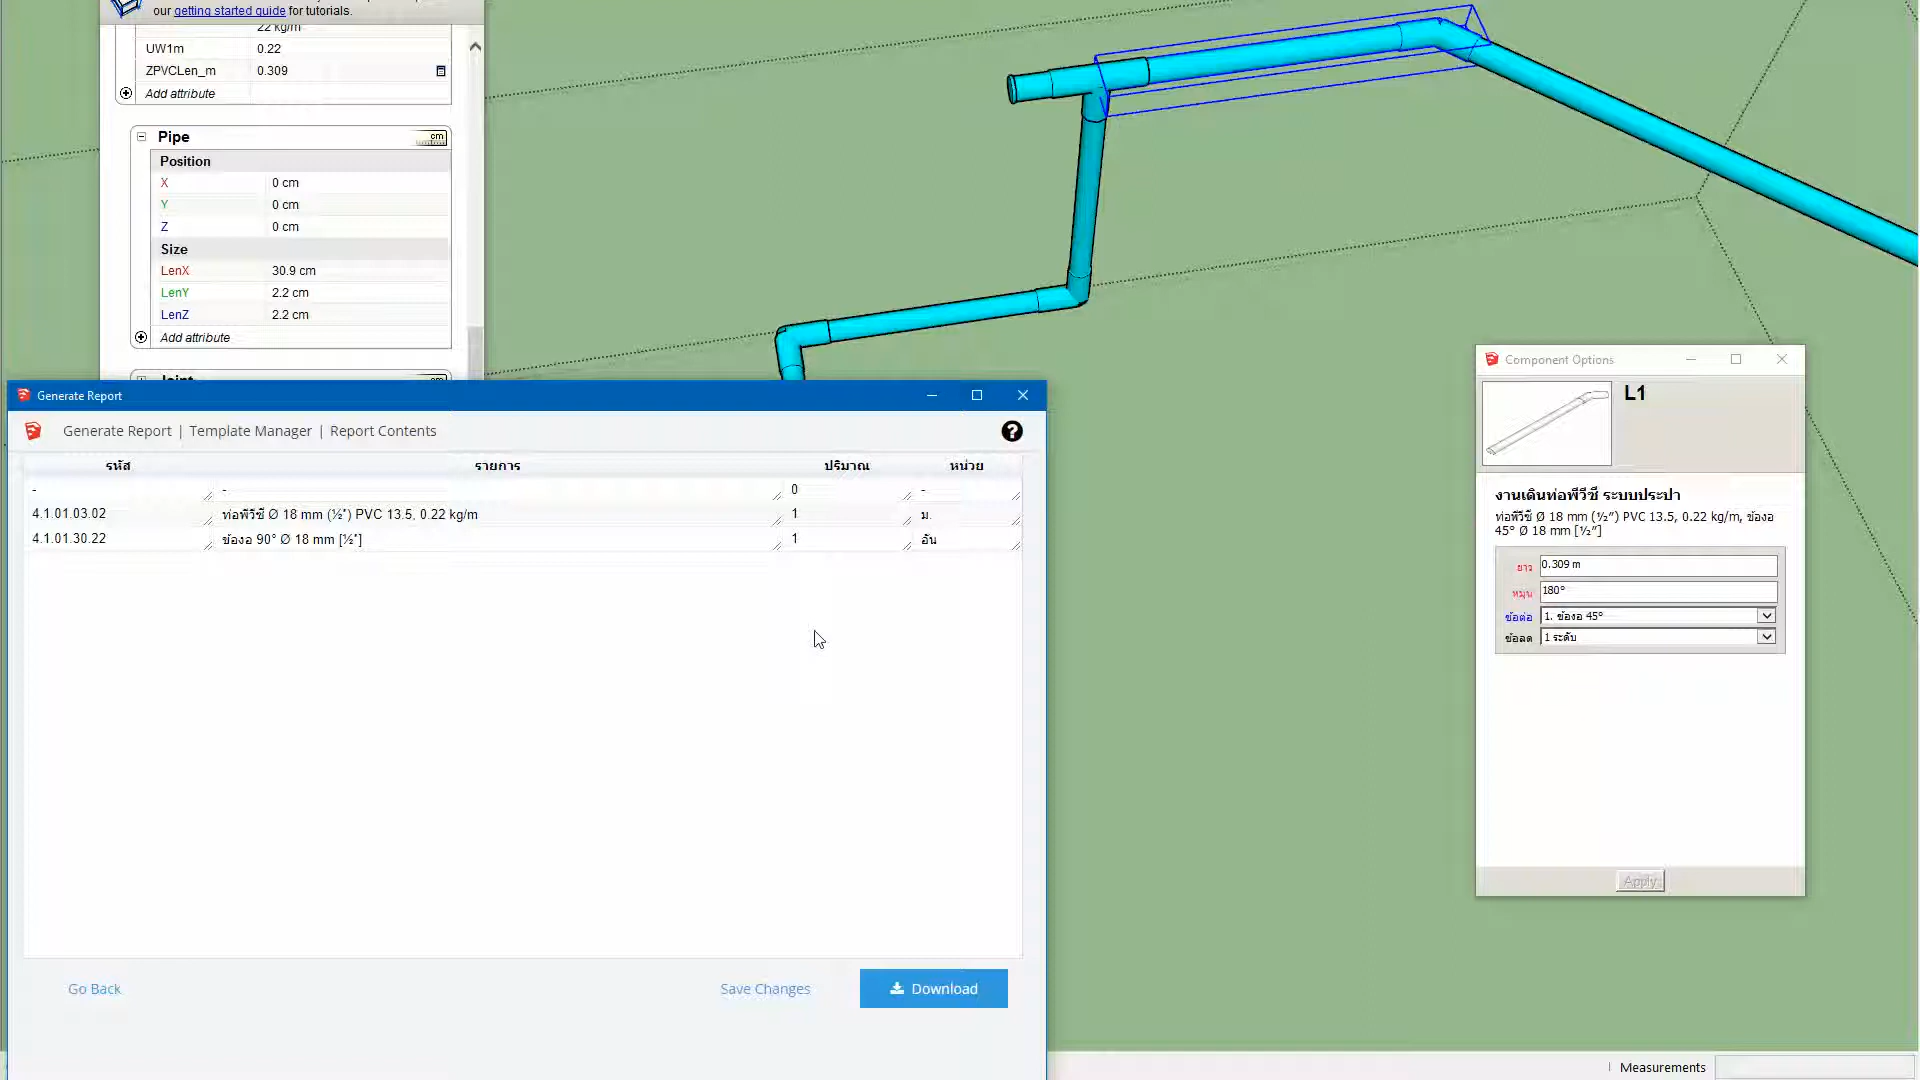 our getting started guide for tutorials.
22 kg/m
UW1m 0.22
ZPVCLen_m 0.309
Add attribute
Pipe cm
Position
X 0 cm
Y 0 cm
Z 0 cm
Size
LenX 30.9 cm
LenY 2.2 cm
LenZ 2.2 cm
Add attribute
Joint cm
Generate Report
Generate Report | Template Manager | Report Contents
รหัส รายการ ปริมาณ หน่วย
- - 0 -
4.1.01.03.02 ท่อพีวีซี Ø 18 mm (½") PVC 13.5, 0.22 kg/m 1 ม.
4.1.01.30.22 ข้องอ 90° Ø 18 mm [½"] 1 อัน
Go Back Save Changes Download
Component Options
L1
งานเดินท่อพีวีซี ระบบประปา
ท่อพีวีซี Ø 18 mm (½″) PVC 13.5, 0.22 kg/m, ข้องอ
45° Ø 18 mm [½″]
ยาว 0.309 m
หมุน 180°
ข้อต่อ 1. ข้องอ 45°
ข้อลด 1 ระดับ
Apply
Measurements